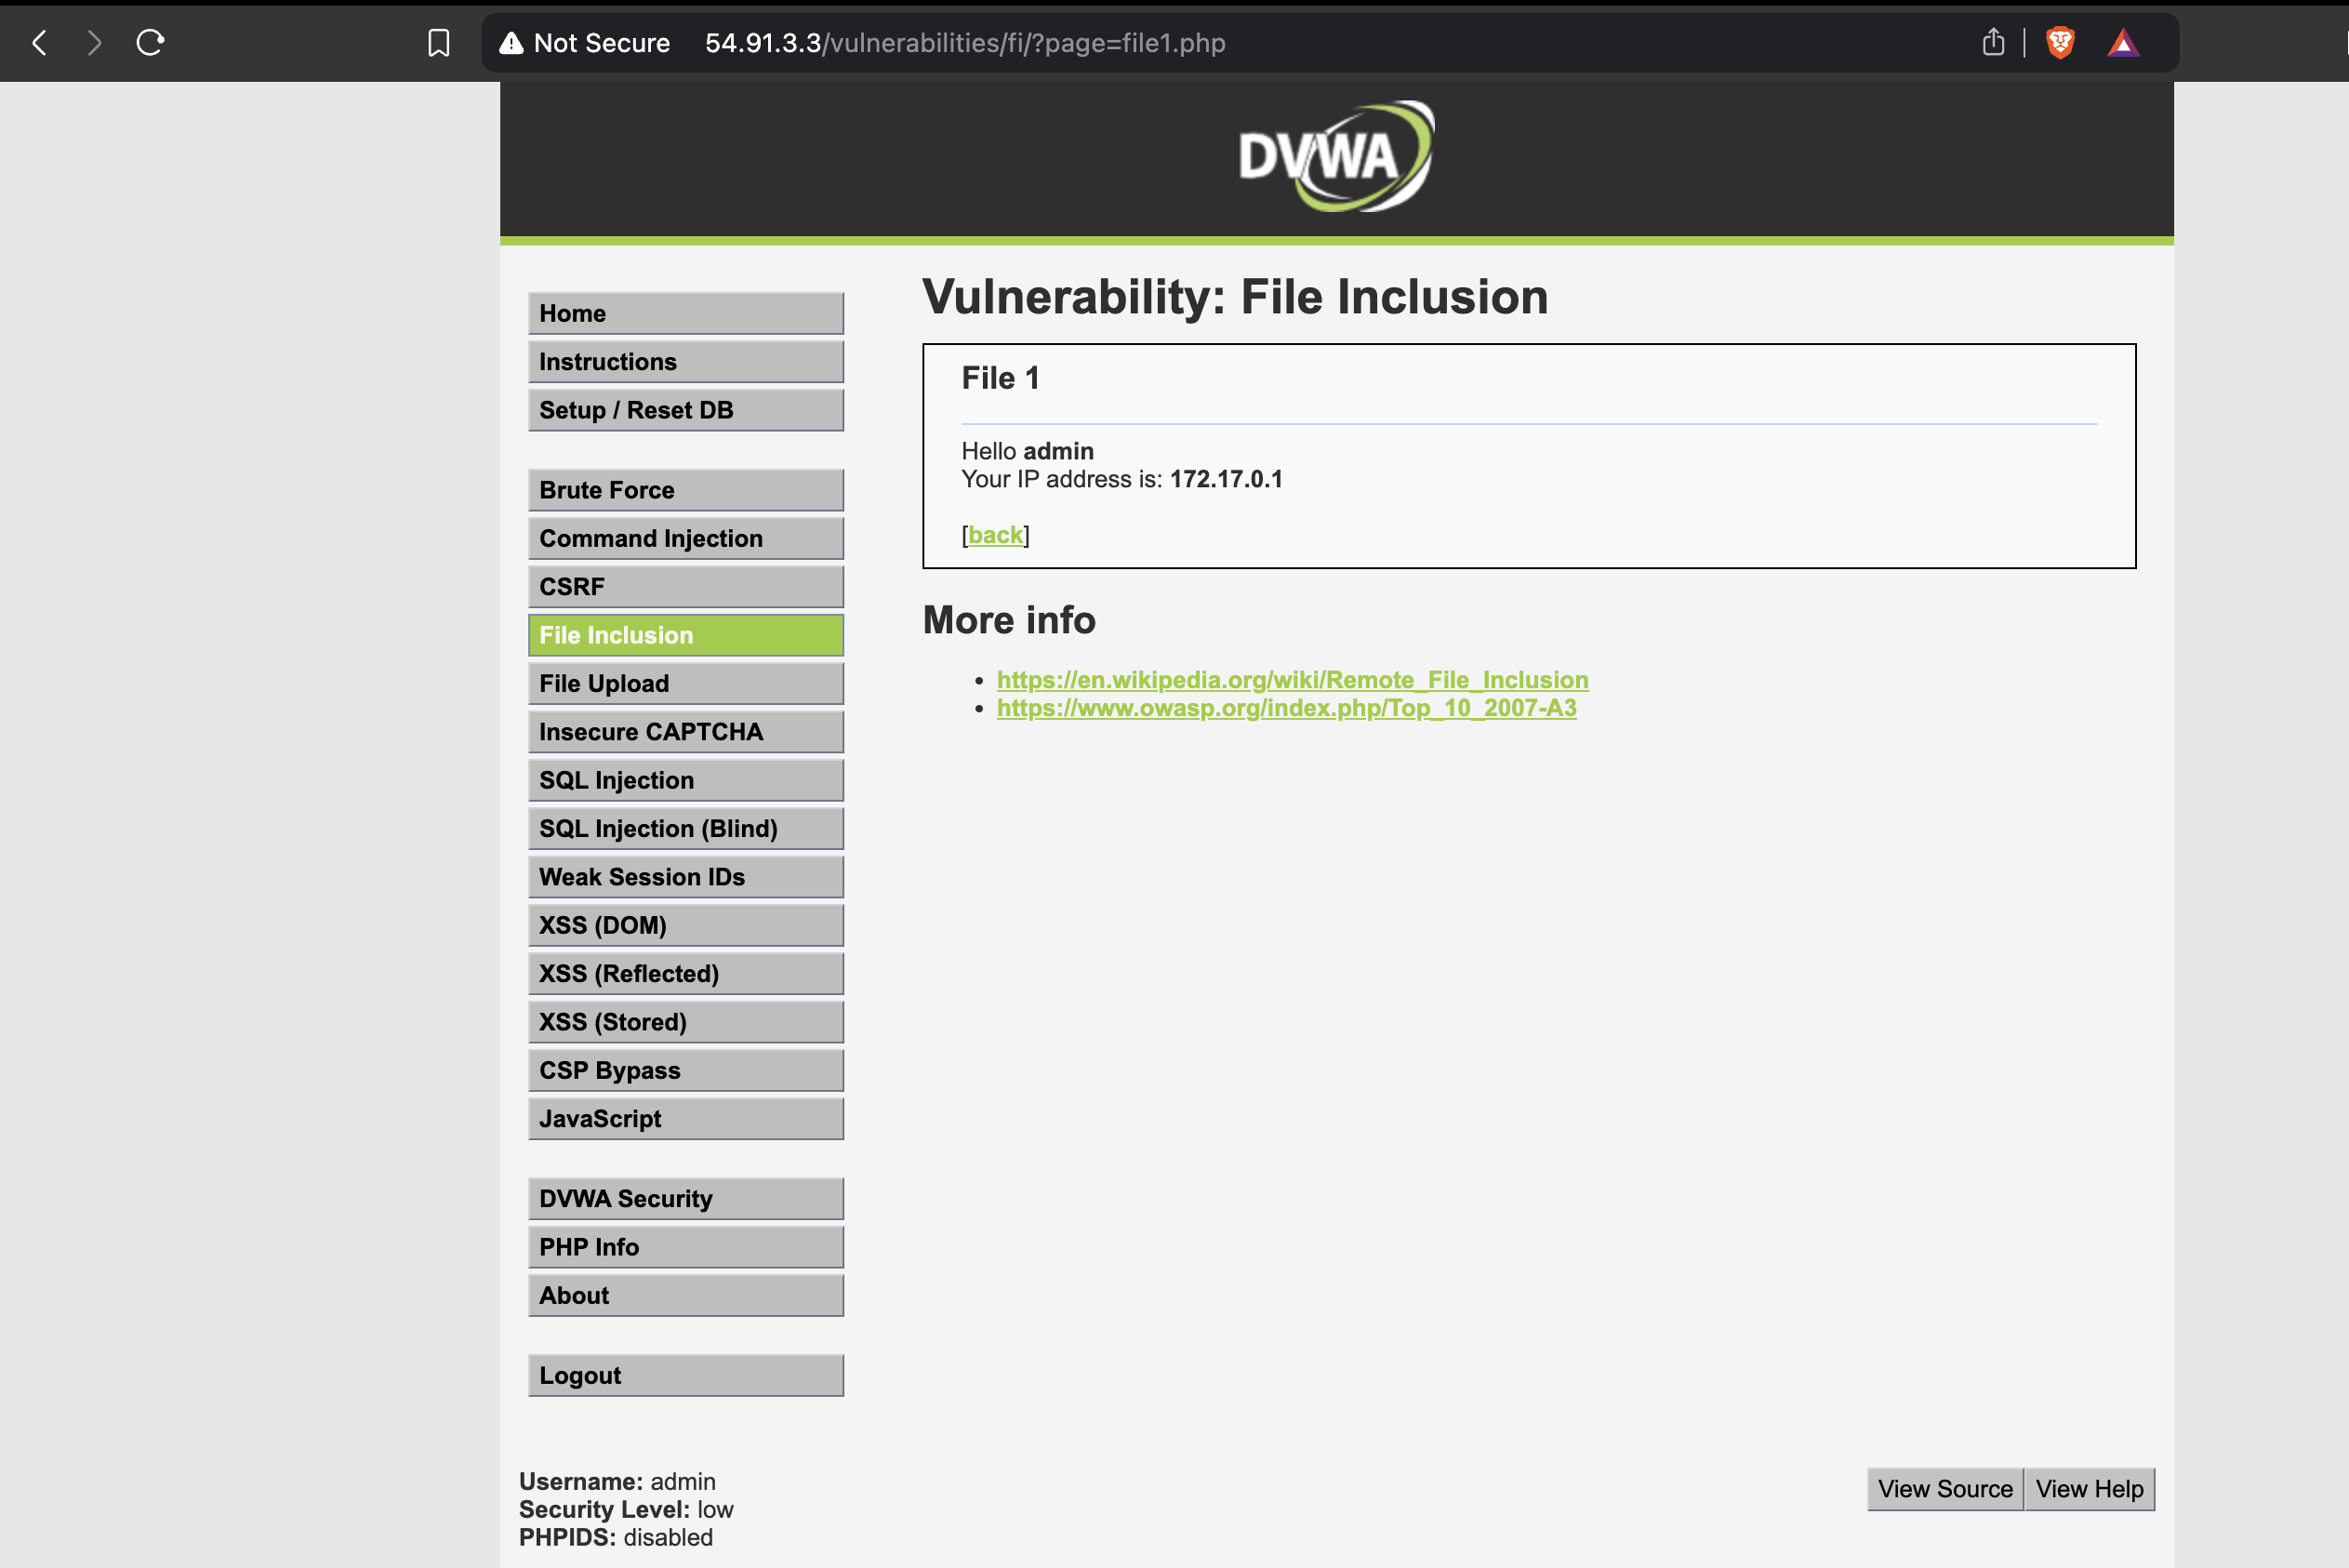 Not Secure 54.91.3.3/vulnerabilities/fi/?page=file1.php
DVWA
Home
Instructions
Setup / Reset DB
Brute Force
Command Injection
CSRF
File Inclusion
File Upload
Insecure CAPTCHA
SQL Injection
SQL Injection (Blind)
Weak Session IDs
XSS (DOM)
XSS (Reflected)
XSS (Stored)
CSP Bypass
JavaScript
DVWA Security
PHP Info
About
Logout
Vulnerability: File Inclusion
File 1
Hello admin
Your IP address is: 172.17.0.1
[back]
More info
https://en.wikipedia.org/wiki/Remote_File_Inclusion
https://www.owasp.org/index.php/Top_10_2007-A3
Username: admin
Security Level: low
PHPIDS: disabled
View Source View Help